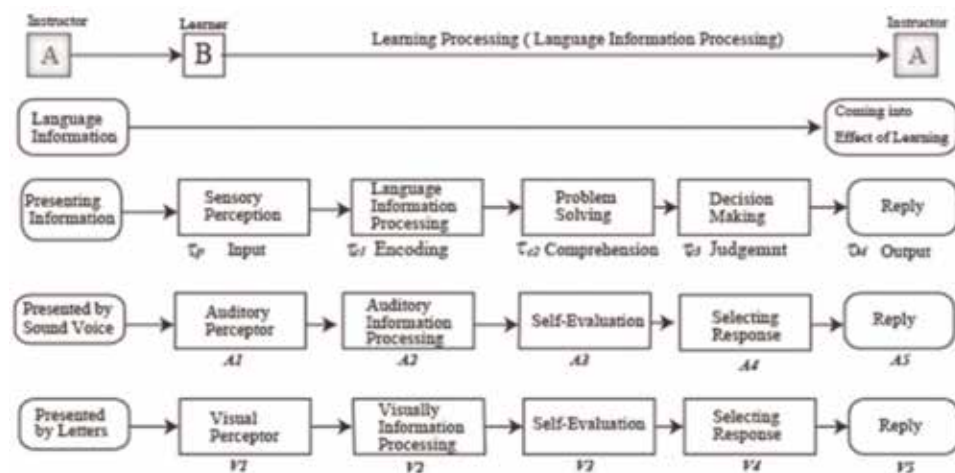 Instructor
Learner
Instructor
A
B
Learning Processing ( Language Information Processing)
A
Language
Information
Coming into
Effect of Learning
Presenting
Information
Sensory
Perception
Language
Information
Processing
Problem
Solving
Decision
Making
Reply
Input
Encoding
Comprehension
Judgemnt
Output
Presented by
Sound Voice
Auditory
Perceptor
Auditory
Information
Processing
Self-Evaluation
Selecting
Response
Reply
A1
A2
A3
A4
A5
Presented
by Letters
Visual
Perceptor
Visually
Information
Processing
Self-Evaluation
Selecting
Response
Reply
V1
V2
V3
V4
V5